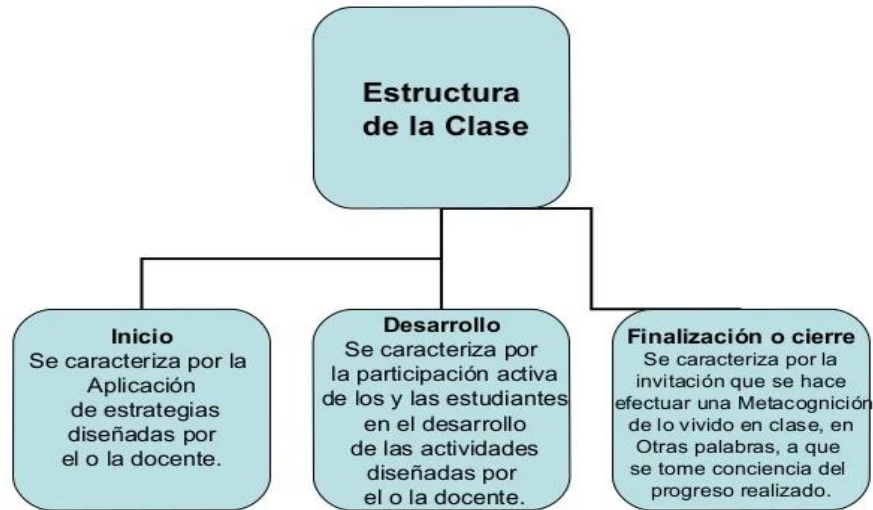 Estructura
de la Clase
Inicio
Se caracteriza por la
Aplicación
de estrategias
diseñadas por
el o la docente.
Desarrollo
Se caracteriza por
la participación activa
de los y las estudiantes
en el desarrollo
de las actividades
diseñadas por
el o la docente.
Finalización o cierre
Se caracteriza por la
invitación que se hace
efectuar una Metacognición
de lo vivido en clase, en
Otras palabras, a que
se tome conciencia del
progreso realizado.